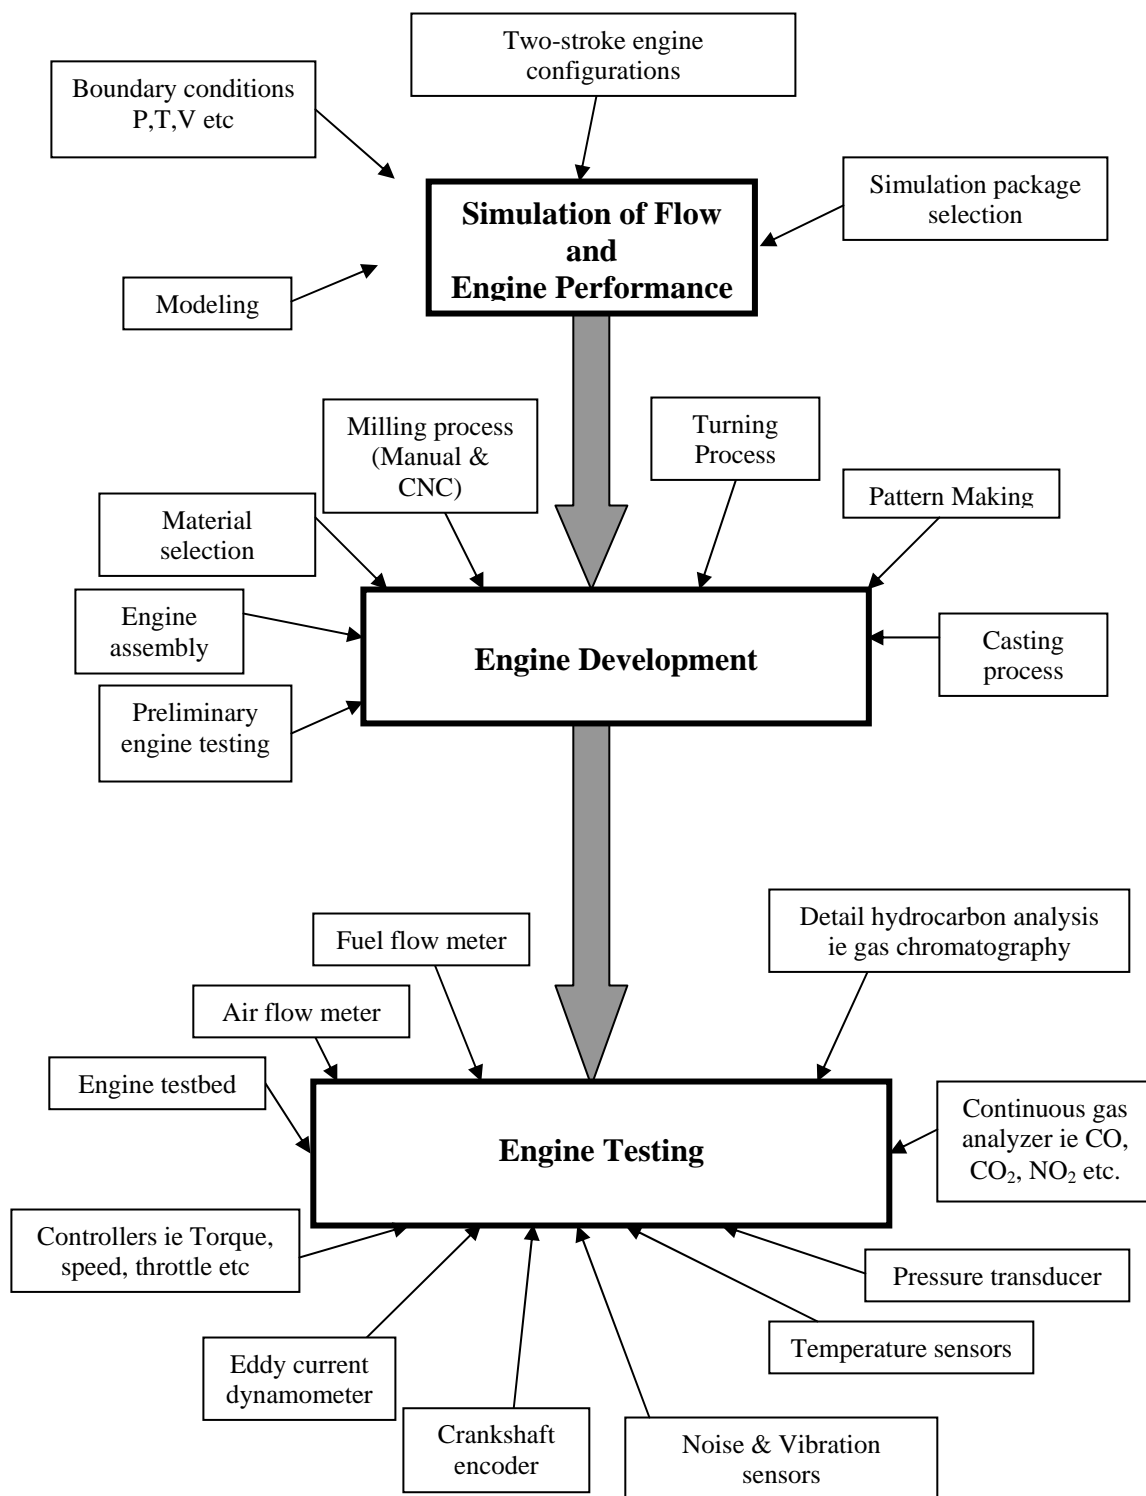 Two-stroke engine
configurations
Boundary conditions
P,T,V etc
Simulation package
selection
Simulation of Flow
and
Engine Performance
Modeling
Milling process
(Manual &
CNC)
Turning
Process
Pattern Making
Material
selection
Engine
assembly
Engine Development
Casting
process
Preliminary
engine testing
Detail hydrocarbon analysis
ie gas chromatography
Fuel flow meter
Air flow meter
Engine testbed
Continuous gas
analyzer ie CO,
CO₂, NO₂ etc.
Engine Testing
Controllers ie Torque,
speed, throttle etc
Pressure transducer
Temperature sensors
Eddy current
dynamometer
Crankshaft
encoder
Noise & Vibration
sensors